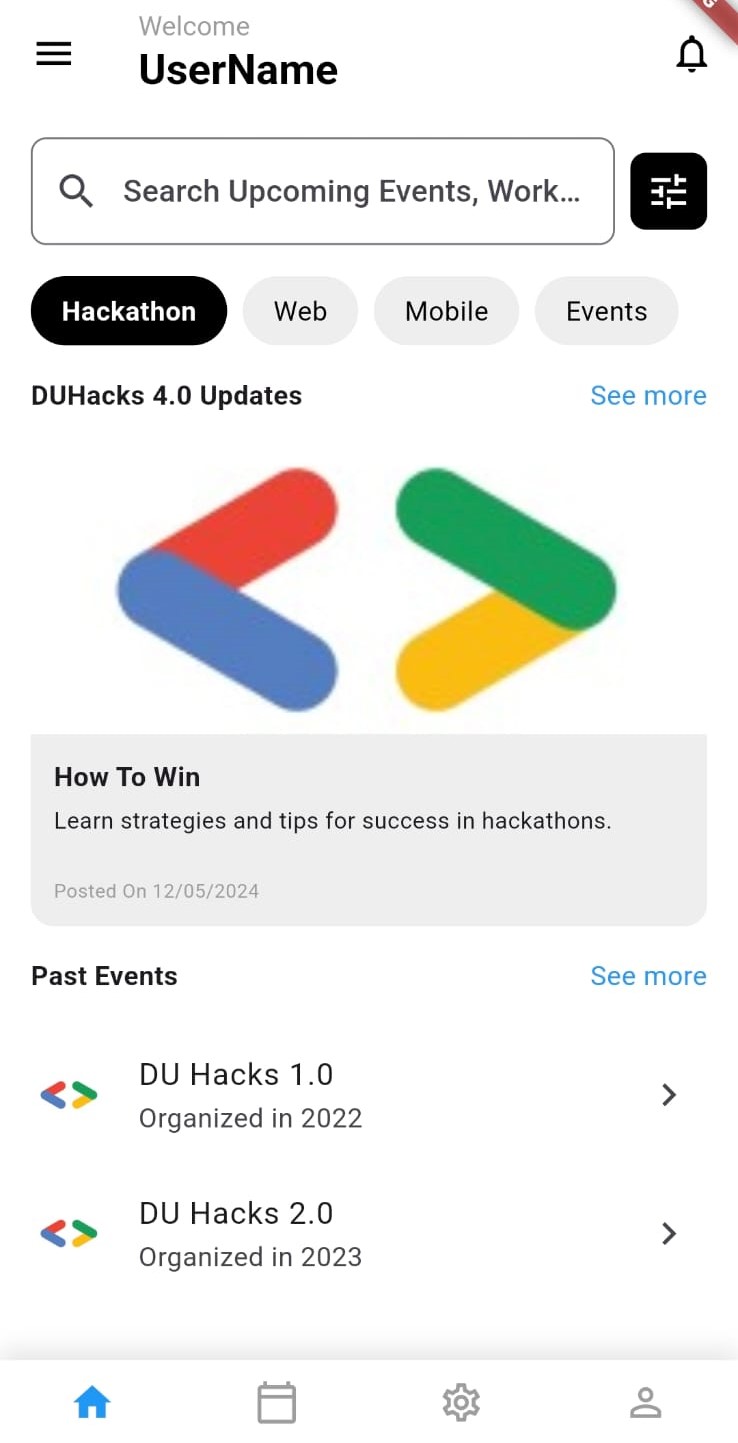 Welcome
UserName
Search Upcoming Events, Work...
Hackathon
Web
Mobile
Events
DUHacks 4.0 Updates
See more
How To Win
Learn strategies and tips for success in hackathons.
Posted On 12/05/2024
Past Events
See more
DU Hacks 1.0
Organized in 2022
DU Hacks 2.0
Organized in 2023